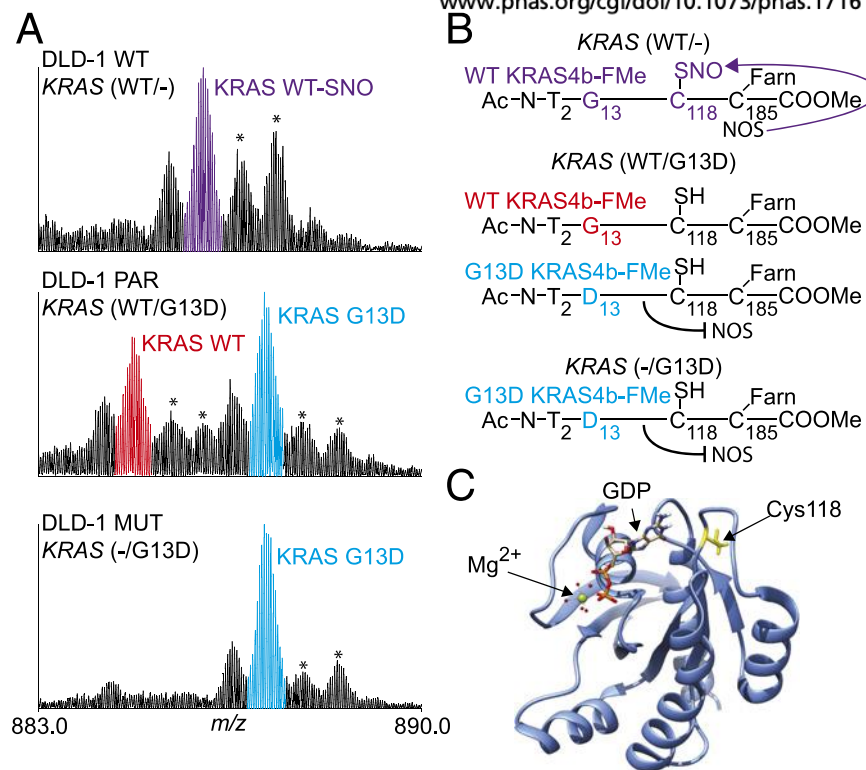 www.pnas.org/cgi/doi/10.1073/pnas.1716
A
DLD-1 WT
KRAS (WT/-)
KRAS WT-SNO
*
*
DLD-1 PAR
KRAS (WT/G13D)
KRAS WT
KRAS G13D
*
*
*
*
DLD-1 MUT
KRAS (-/G13D)
KRAS G13D
*
*
883.0
m/z
890.0
B
KRAS (WT/-)
WT KRAS4b-FMe
SNO
Farn
Ac-N-T2 G13 C118 C185 COOMe
NOS
KRAS (WT/G13D)
WT KRAS4b-FMe
SH
Farn
Ac-N-T2 G13 C118 C185 COOMe
G13D KRAS4b-FMe
SH
Farn
Ac-N-T2 D13 C118 C185 COOMe
NOS
KRAS (-/G13D)
G13D KRAS4b-FMe
SH
Farn
Ac-N-T2 D13 C118 C185 COOMe
NOS
C
GDP
Cys118
Mg2+